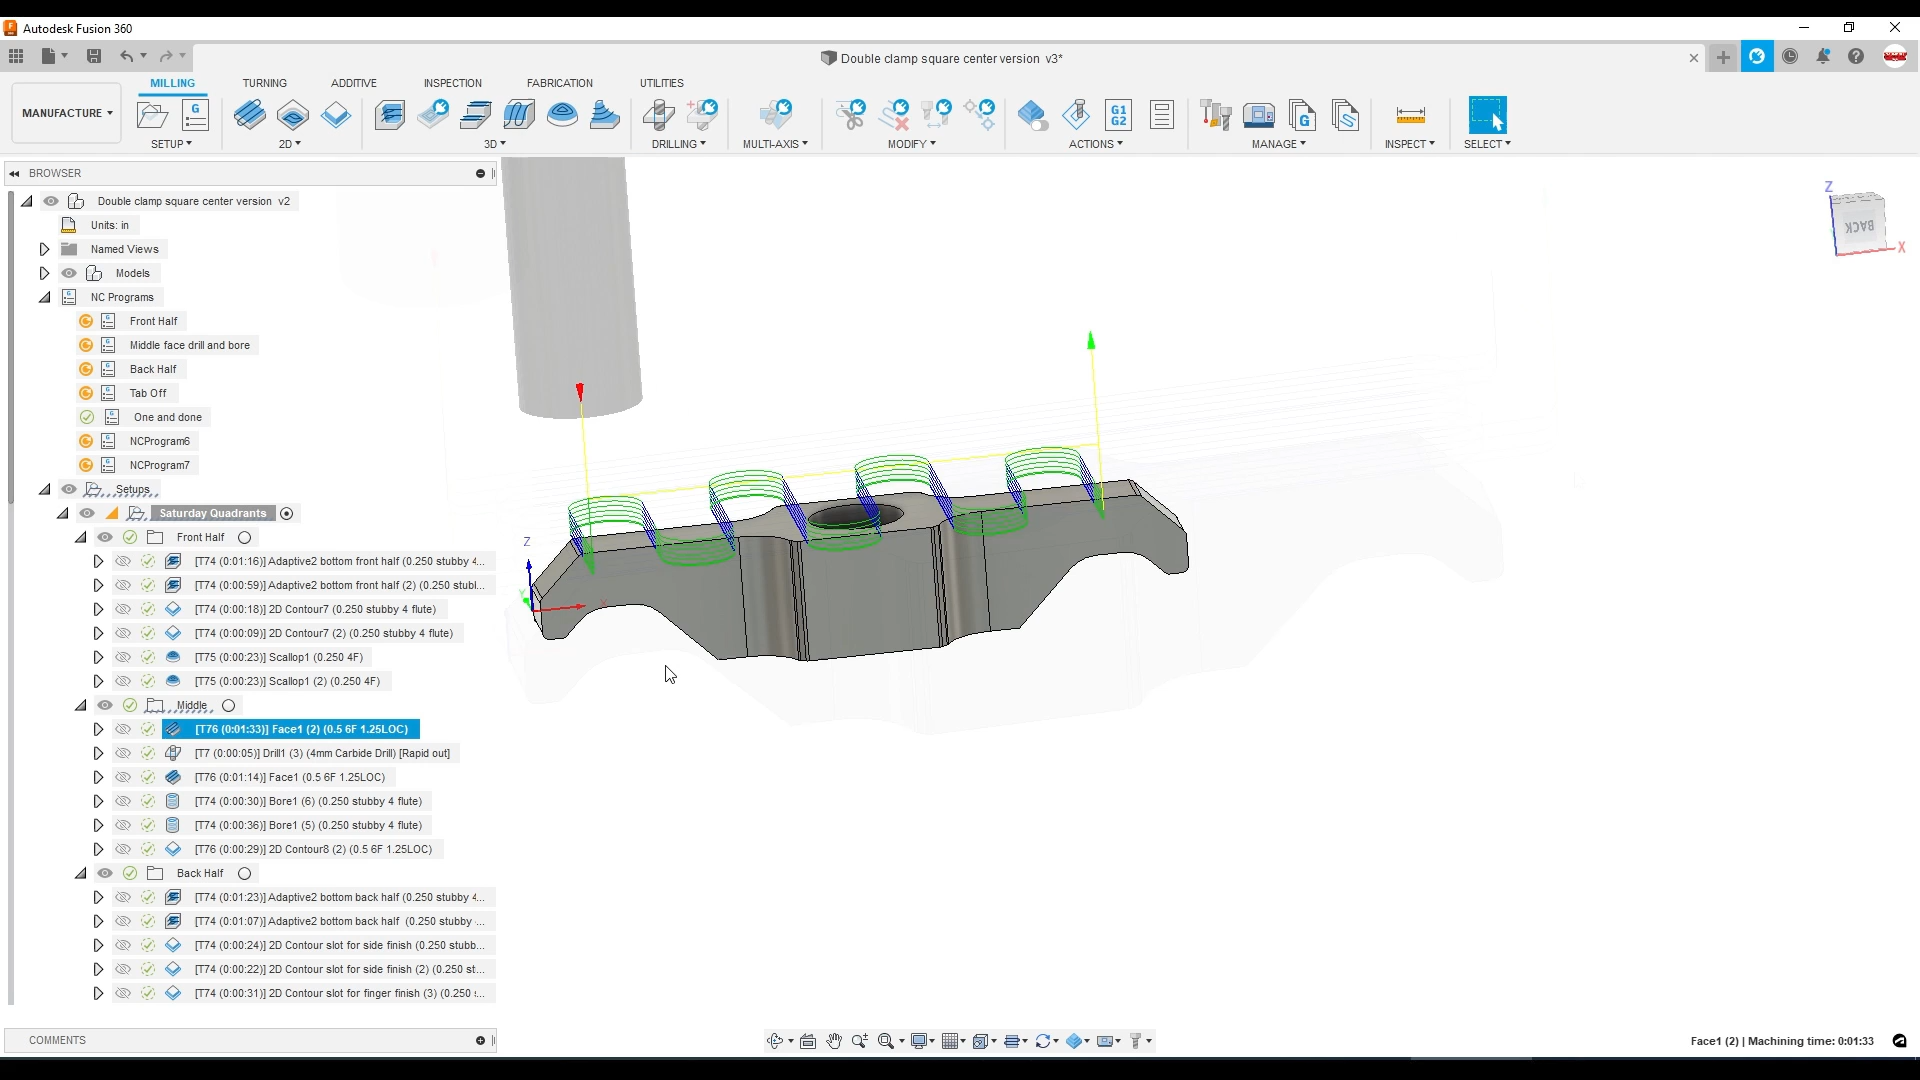 Autodesk Fusion 360
Double clamp square center version v3*
MANUFACTURE
MILLING TURNING ADDITIVE INSPECTION FABRICATION UTILITIES
G
G1
G2
G
SETUP 2D 3D DRILLING MULTI-AXIS MODIFY ACTIONS MANAGE INSPECT SELECT
BROWSER
Double clamp square center version v2
Units: in
Named Views
Models
NC Programs
Front Half
Middle face drill and bore
Back Half
Tab Off
One and done
NCProgram6
NCProgram7
Setups
Saturday Quadrants
Front Half
[T74 (0:01:16)] Adaptive2 bottom front half (0.250 stubby 4...
[T74 (0:00:59)] Adaptive2 bottom front half (2) (0.250 stubl...
[T74 (0:00:18)] 2D Contour7 (0.250 stubby 4 flute)
[T74 (0:00:09)] 2D Contour7 (2) (0.250 stubby 4 flute)
[T75 (0:00:23)] Scallop1 (0.250 4F)
[T75 (0:00:23)] Scallop1 (2) (0.250 4F)
Middle
[T76 (0:01:33)] Face1 (2) (0.5 6F 1.25LOC)
[T7 (0:00:05)] Drill1 (3) (4mm Carbide Drill) [Rapid out]
[T76 (0:01:14)] Face1 (0.5 6F 1.25LOC)
[T74 (0:00:30)] Bore1 (6) (0.250 stubby 4 flute)
[T74 (0:00:36)] Bore1 (5) (0.250 stubby 4 flute)
[T76 (0:00:29)] 2D Contour8 (2) (0.5 6F 1.25LOC)
Back Half
[T74 (0:01:23)] Adaptive2 bottom back half (0.250 stubby 4...
[T74 (0:01:07)] Adaptive2 bottom back half (0.250 stubby ...
[T74 (0:00:24)] 2D Contour slot for side finish (0.250 stubb...
[T74 (0:00:22)] 2D Contour slot for side finish (2) (0.250 st...
[T74 (0:00:31)] 2D Contour slot for finger finish (3) (0.250 s...
COMMENTS
Z
X
Y
Z
BACK
X
Face1 (2) | Machining time: 0:01:33